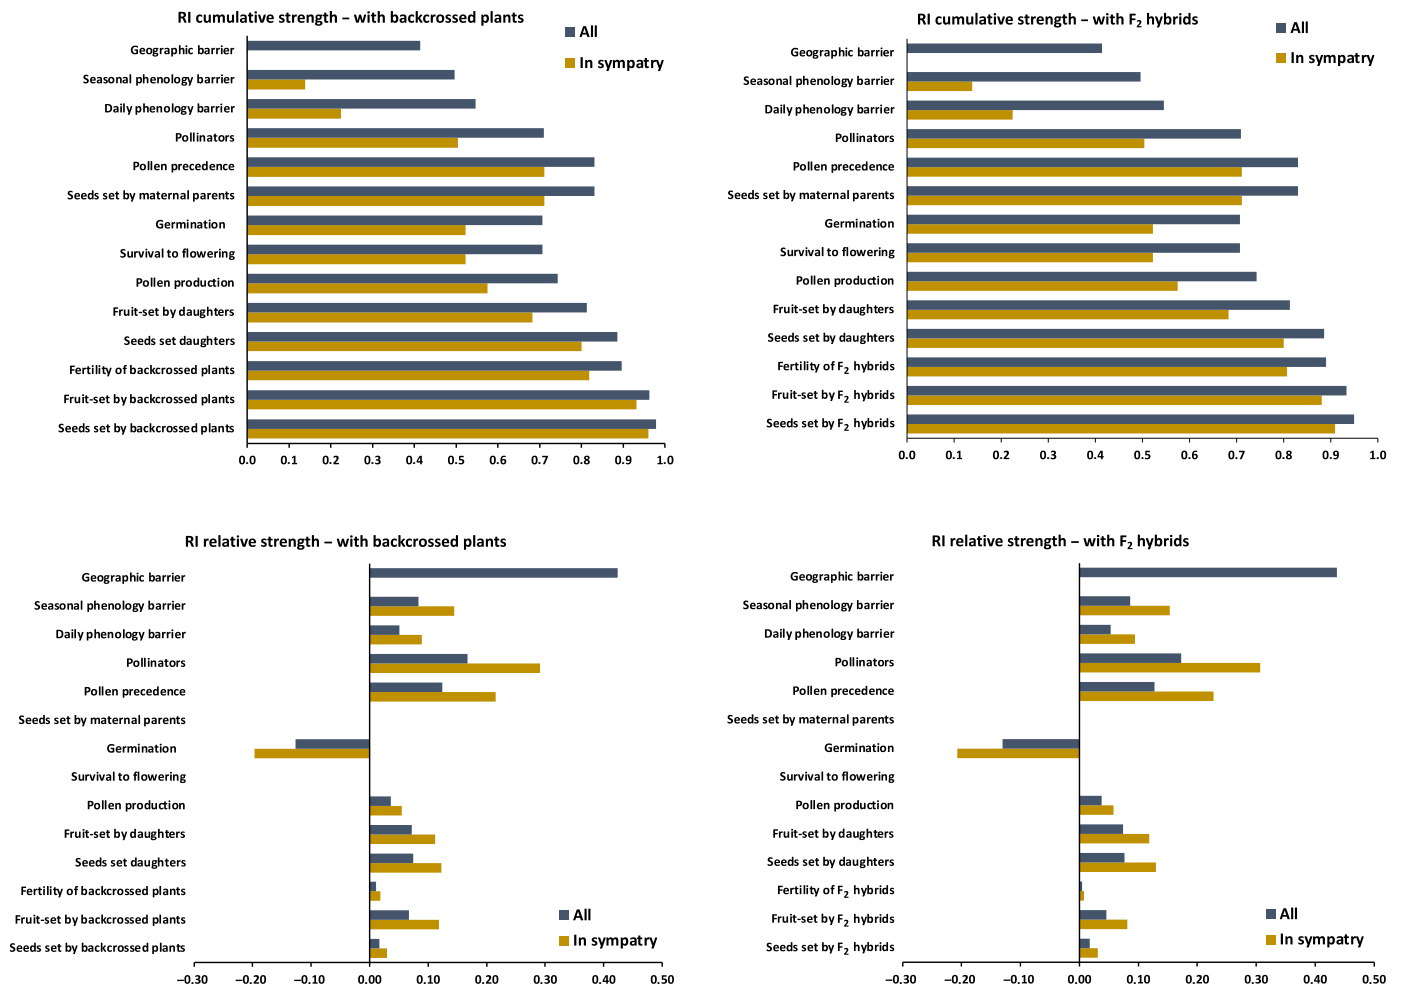 RI cumulative strength – with backcrossed plants
All
In sympatry
Geographic barrier
Seasonal phenology barrier
Daily phenology barrier
Pollinators
Pollen precedence
Seeds set by maternal parents
Germination
Survival to flowering
Pollen production
Fruit-set by daughters
Seeds set daughters
Fertility of backcrossed plants
Fruit-set by backcrossed plants
Seeds set by backcrossed plants
0.0 0.1 0.2 0.3 0.4 0.5 0.6 0.7 0.8 0.9 1.0
RI cumulative strength – with F2 hybrids
All
In sympatry
Geographic barrier
Seasonal phenology barrier
Daily phenology barrier
Pollinators
Pollen precedence
Seeds set by maternal parents
Germination
Survival to flowering
Pollen production
Fruit-set by daughters
Seeds set by daughters
Fertility of F2 hybrids
Fruit-set by F2 hybrids
Seeds set by F2 hybrids
0.0 0.1 0.2 0.3 0.4 0.5 0.6 0.7 0.8 0.9 1.0
RI relative strength – with backcrossed plants
Geographic barrier
Seasonal phenology barrier
Daily phenology barrier
Pollinators
Pollen precedence
Seeds set by maternal parents
Germination
Survival to flowering
Pollen production
Fruit-set by daughters
Seeds set daughters
Fertility of backcrossed plants
Fruit-set by backcrossed plants
Seeds set by backcrossed plants
All
In sympatry
–0.30 –0.20 –0.10 0.00 0.10 0.20 0.30 0.40 0.50
RI relative strength – with F2 hybrids
Geographic barrier
Seasonal phenology barrier
Daily phenology barrier
Pollinators
Pollen precedence
Seeds set by maternal parents
Germination
Survival to flowering
Pollen production
Fruit-set by daughters
Seeds set by daughters
Fertility of F2 hybrids
Fruit-set by F2 hybrids
Seeds set by F2 hybrids
All
In sympatry
–0.30 –0.20 –0.10 0.00 0.10 0.20 0.30 0.40 0.50